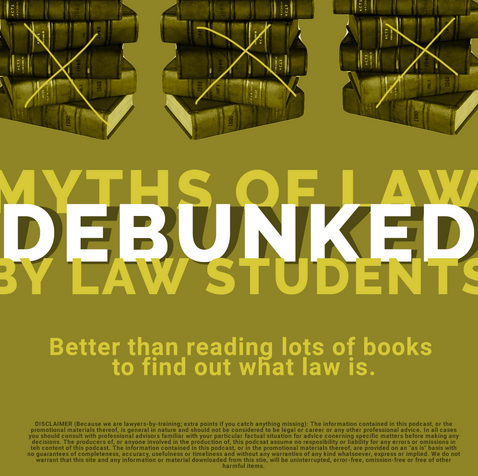 MYTHS OF LAW
DEBUNKED
BY LAW STUDENTS
Better than reading lots of books
to find out what law is.
DISCLAIMER (Because we are lawyers-by-training; extra points if you catch anything missing): The information contained in this podcast, or the
promotional materials thereof, is general in nature and should not be considered to be legal or career or any other professional advice. In all cases
you should consult with professional advisors familiar with your particular factual situation for advice conerning specific matters before making any
decisions. The producers of, or anyone involved in the production of, this podcast assume no responsibility or liability for any errors or omissions in
teh content of this podcast. The information contained in this podcast, or in the promotional materials thereof, are provided on an "as is" basis with
no guarantees of completeness, accuracy, usefulness or timeliness and without any warranties of any kind whatsoever, express or implied. We do not
warrant that this site and any information or material downloaded from this site, will be uninterrupted, error-free, omission-free or free of other
harmful items.